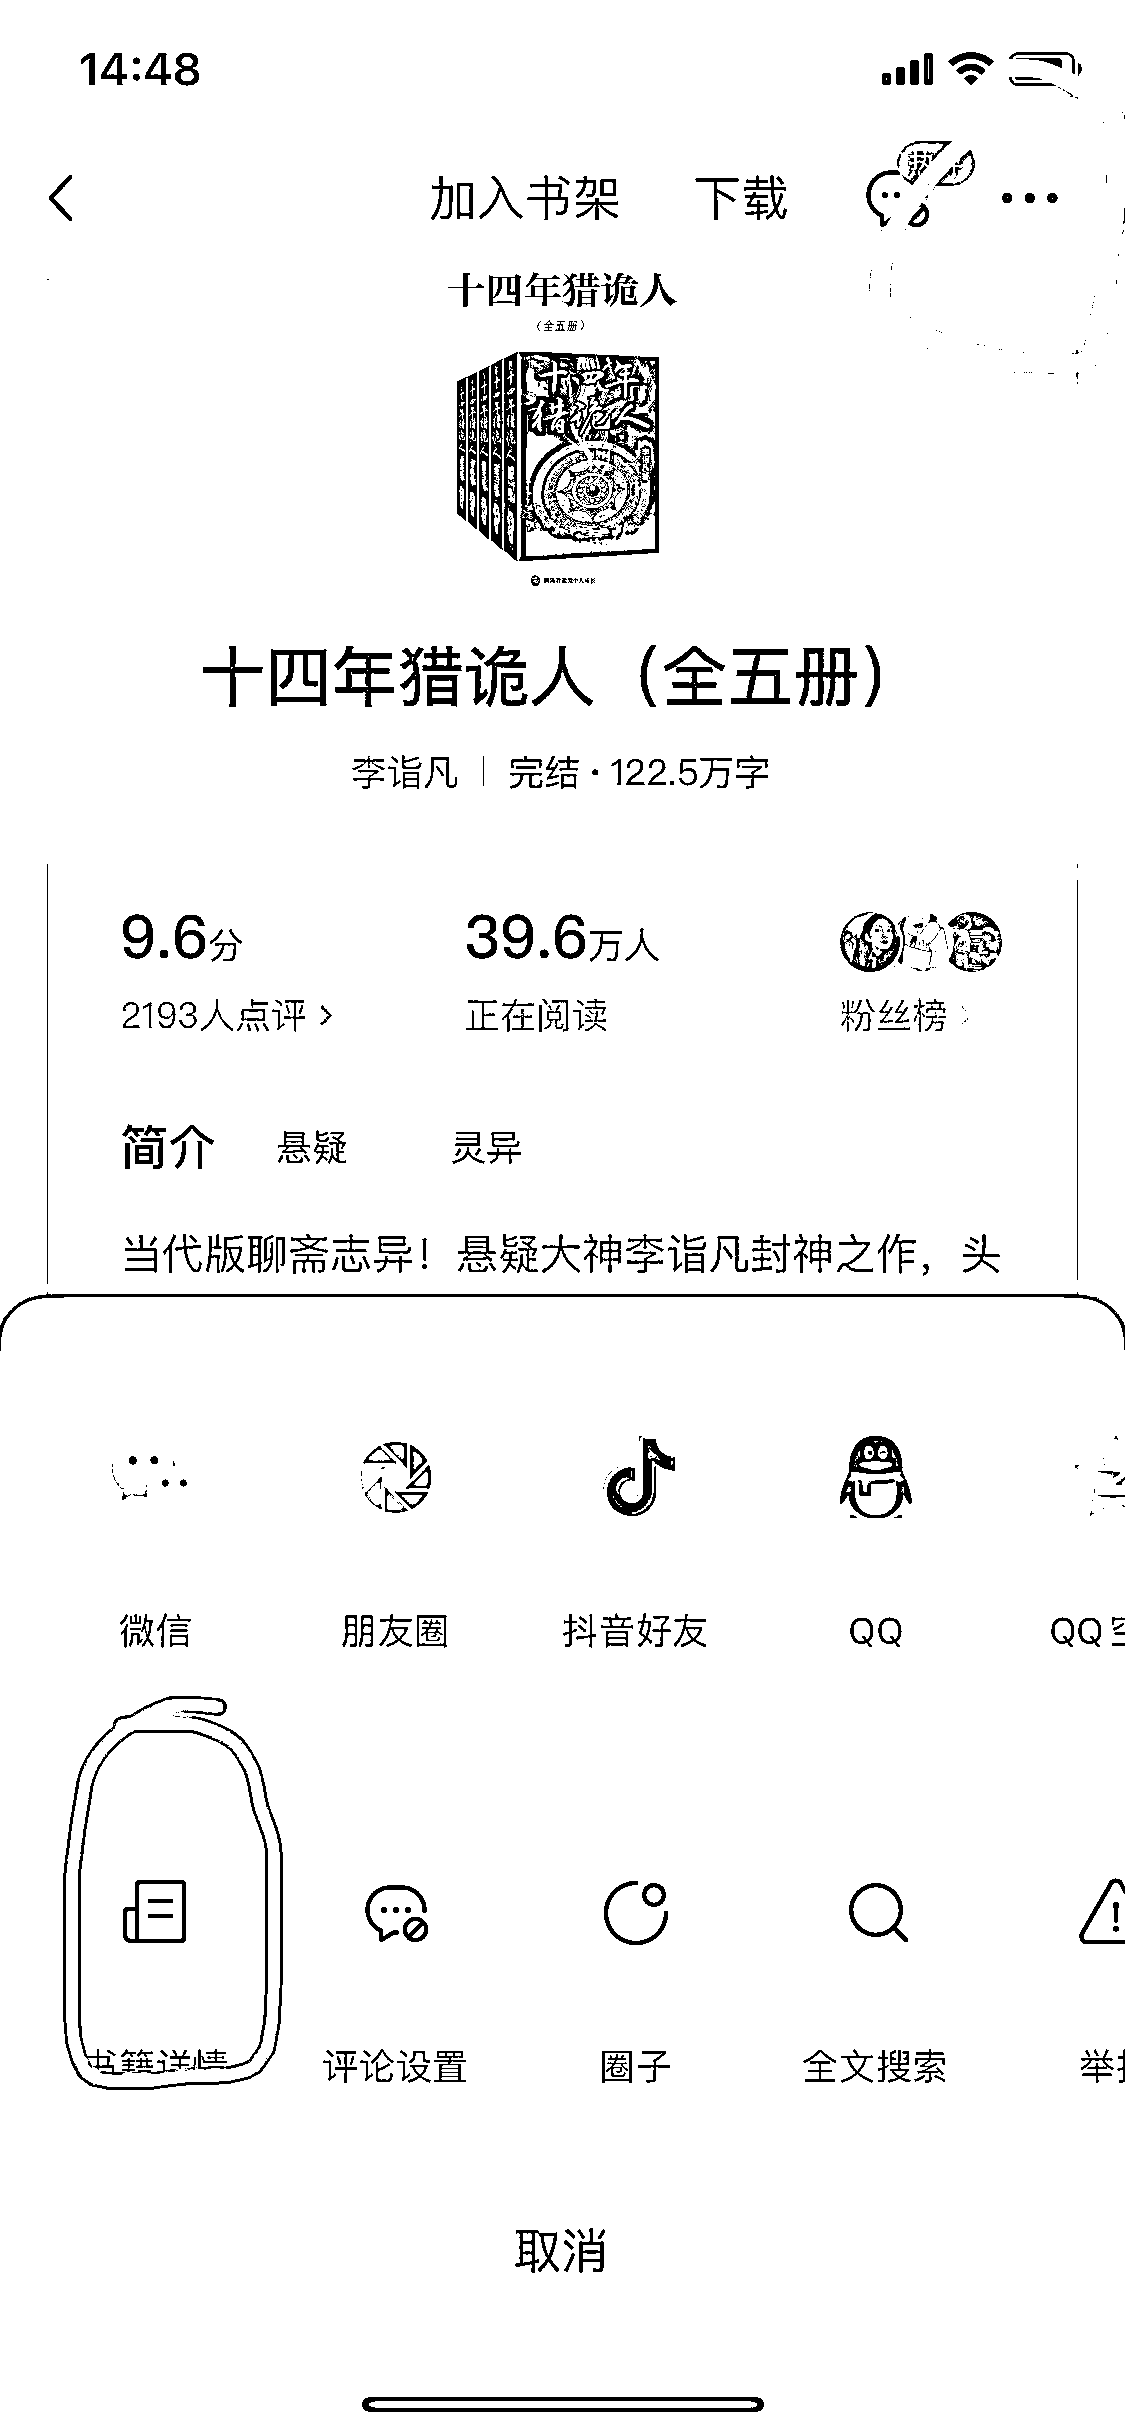 14:48
加入书架 下载
十四年猎诡人
（全五册）
十四年
猎诡人
十四年猎诡人（全五册）
李诣凡 | 完结·122.5万字
9.6分 39.6万人
2193人点评 > 正在阅读 粉丝榜 >
简介 悬疑 灵异
当代版聊斋志异！悬疑大神李诣凡封神之作，头
微信 朋友圈 抖音好友 QQ QQ
书籍详情 评论设置 圈子 全文搜索 举
取消